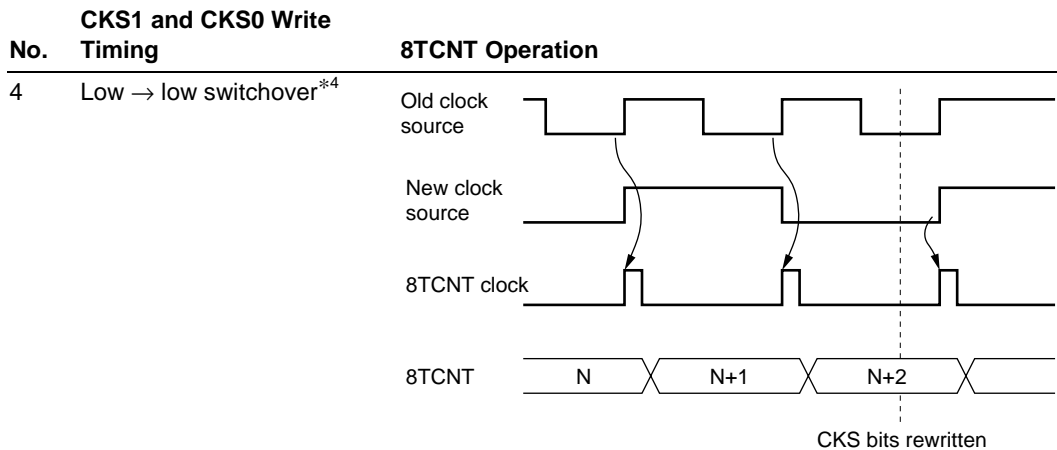 CKS1 and CKS0 Write
No. Timing 8TCNT Operation
4 Low → low switchover*4
Old clock
source
New clock
source
8TCNT clock
8TCNT N N+1 N+2
CKS bits rewritten